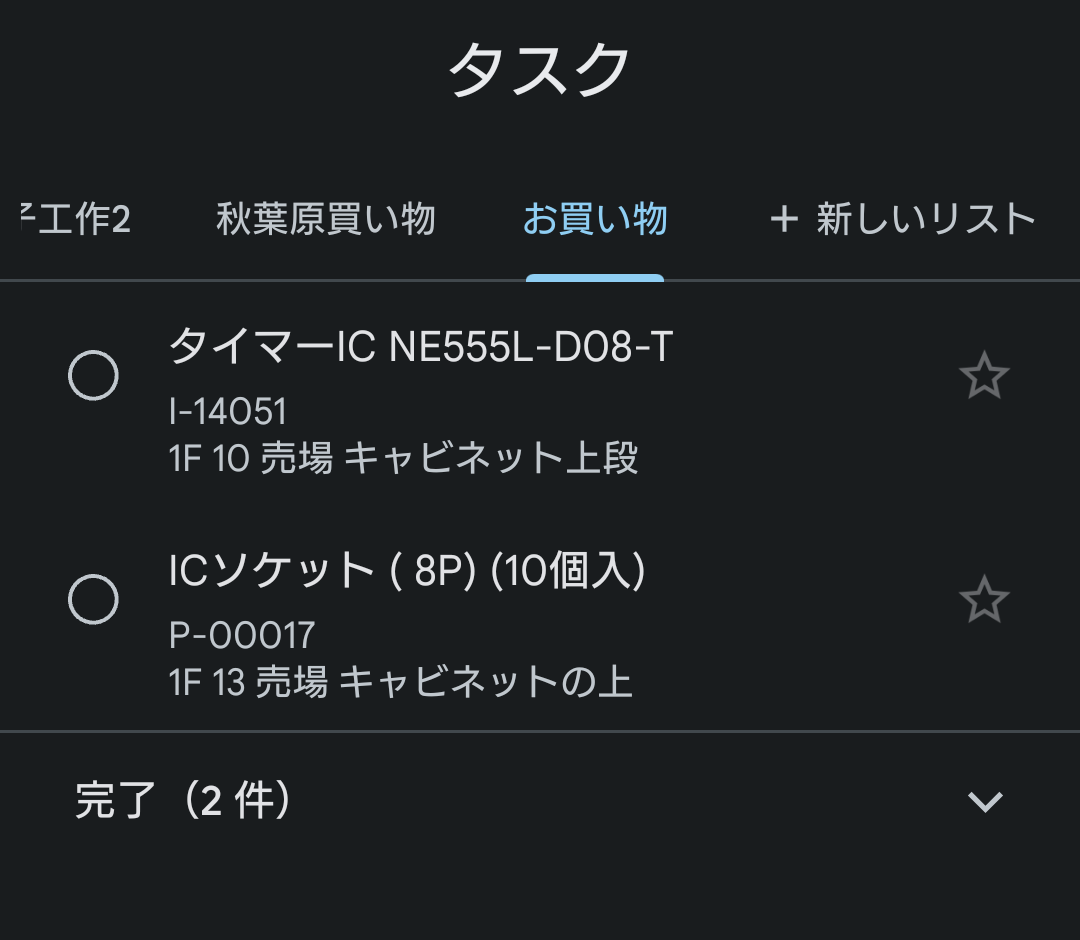 タスク
工作2 秋葉原買い物 お買い物 + 新しいリスト
タイマーIC NE555L-D08-T
I-14051
1F 10 売場 キャビネット上段
ICソケット ( 8P) (10個入)
P-00017
1F 13 売場 キャビネットの上
完了（2 件）